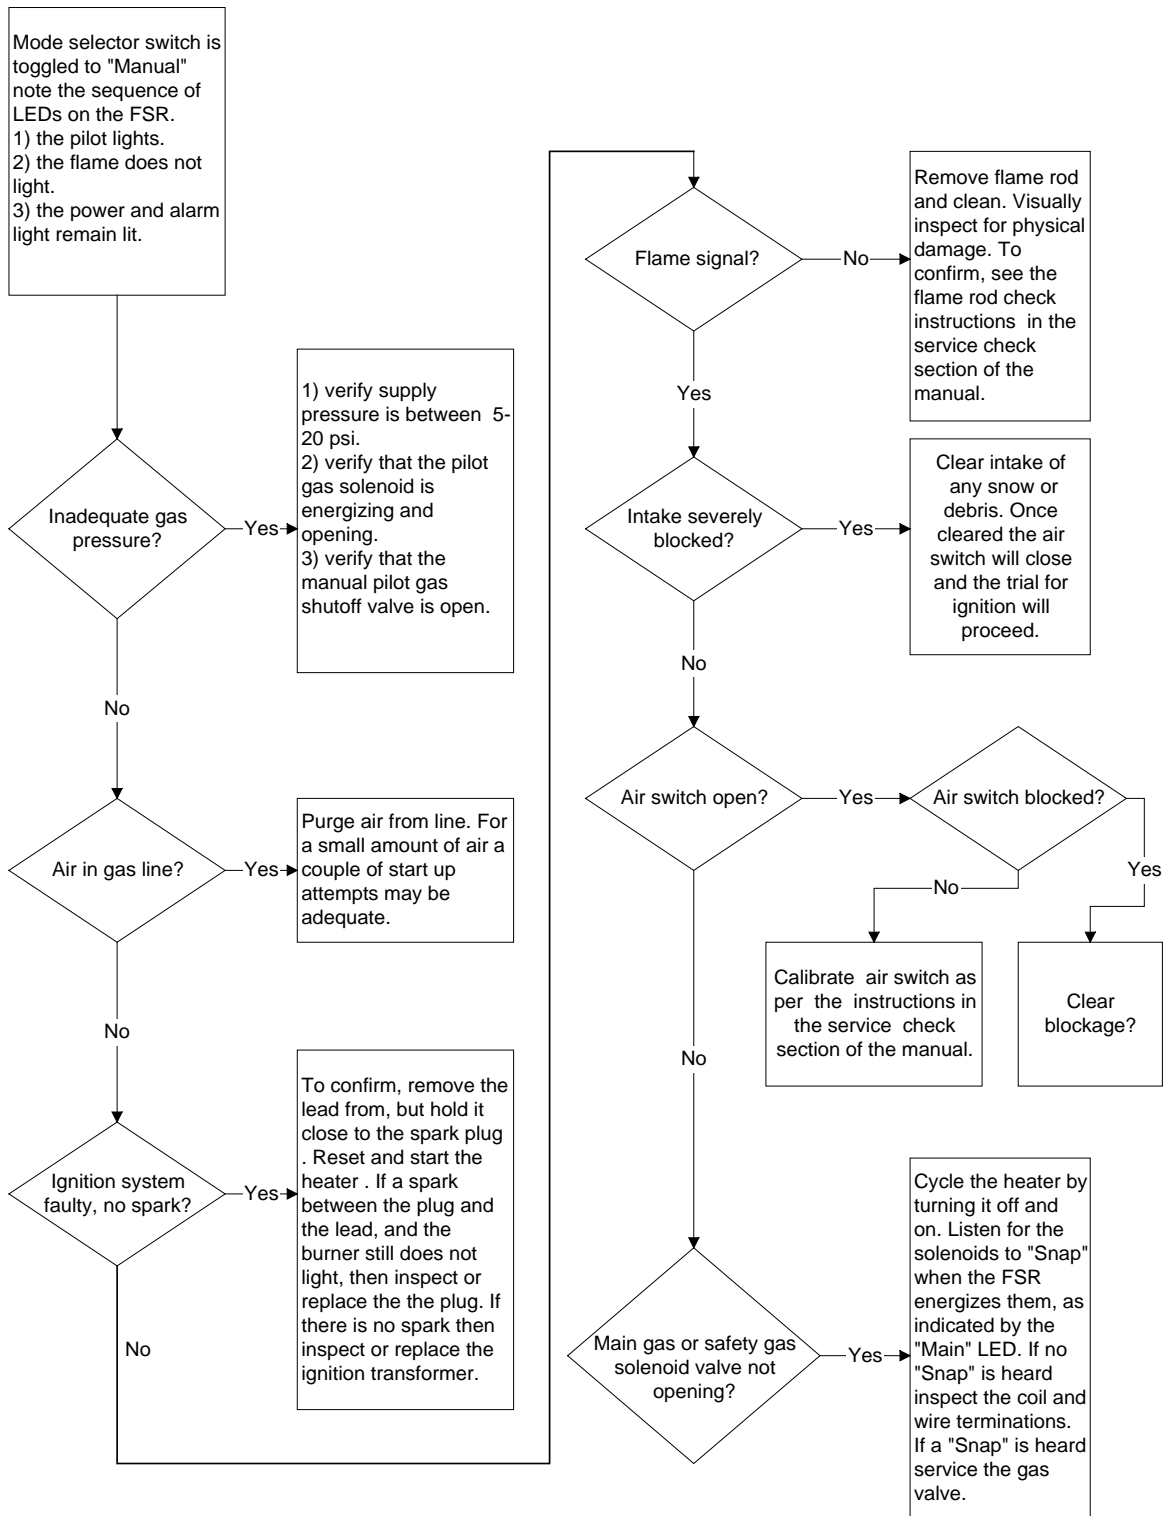 Mode selector switch is
toggled to "Manual"
note the sequence of
LEDs on the FSR.
1) the pilot lights.
2) the flame does not
light.
3) the power and alarm
light remain lit.
Inadequate gas
pressure?
Yes
1) verify supply
pressure is between  5-
20 psi.
2) verify that the pilot
gas solenoid is
energizing and
opening.
3) verify that the
manual pilot gas
shutoff valve is open.
No
Air in gas line?
Yes
Purge air from line. For
a small amount of air a
couple of start up
attempts may be
adequate.
No
Ignition system
faulty, no spark?
Yes
To confirm, remove the
lead from, but hold it
close to the spark plug
. Reset and start the
heater . If a spark
between the plug and
the lead, and the
burner still does not
light, then inspect or
replace the the plug. If
there is no spark then
inspect or replace the
ignition transformer.
No
Flame signal?
No
Remove flame rod
and clean. Visually
inspect for physical
damage. To
confirm, see the
flame rod check
instructions  in the
service check
section of the
manual.
Yes
Intake severely
blocked?
Yes
Clear intake of
any snow or
debris. Once
cleared the air
switch will close
and the trial for
ignition will
proceed.
No
Air switch open?
Yes
Air switch blocked?
No
Calibrate  air switch as
per  the  instructions in
the service  check
section of the manual.
Yes
Clear
blockage?
No
Main gas or safety gas
solenoid valve not
opening?
Yes
Cycle the heater by
turning it off and
on. Listen for the
solenoids to "Snap"
when the FSR
energizes them, as
indicated by the
"Main" LED. If no
"Snap" is heard
inspect the coil and
wire terminations.
If a "Snap" is heard
service the gas
valve.